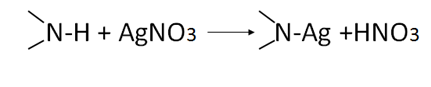 N-H + AgNO3 → N-Ag +HNO3